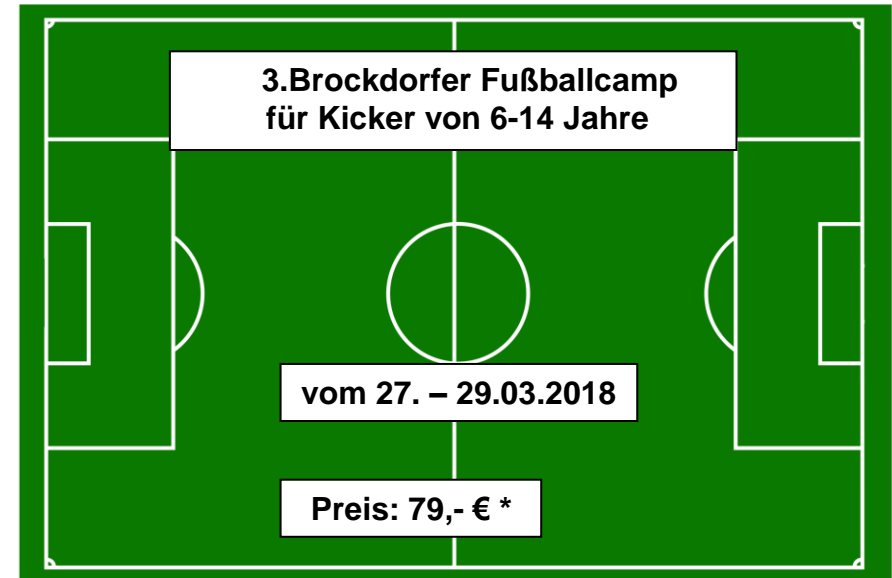 3.Brockdorfer Fußballcamp
für Kicker von 6-14 Jahre
vom 27. – 29.03.2018
Preis: 79,- € *